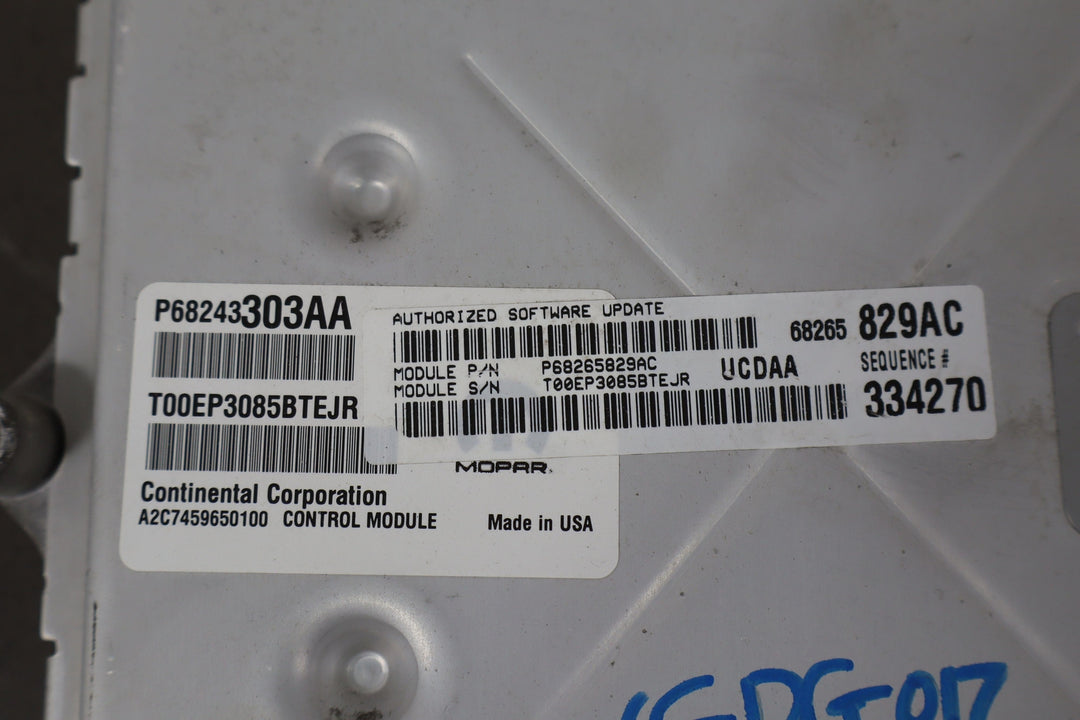 P68243303AA
T00EP3085BTEJR
MOPAR
Continental Corporation
A2C7459650100 CONTROL MODULE
Made in USA
AUTHORIZED SOFTWARE UPDATE
68265 829AC
MODULE P/N P68265829AC UCDAA
MODULE S/N T00EP3085BTEJR
SEQUENCE #
334270